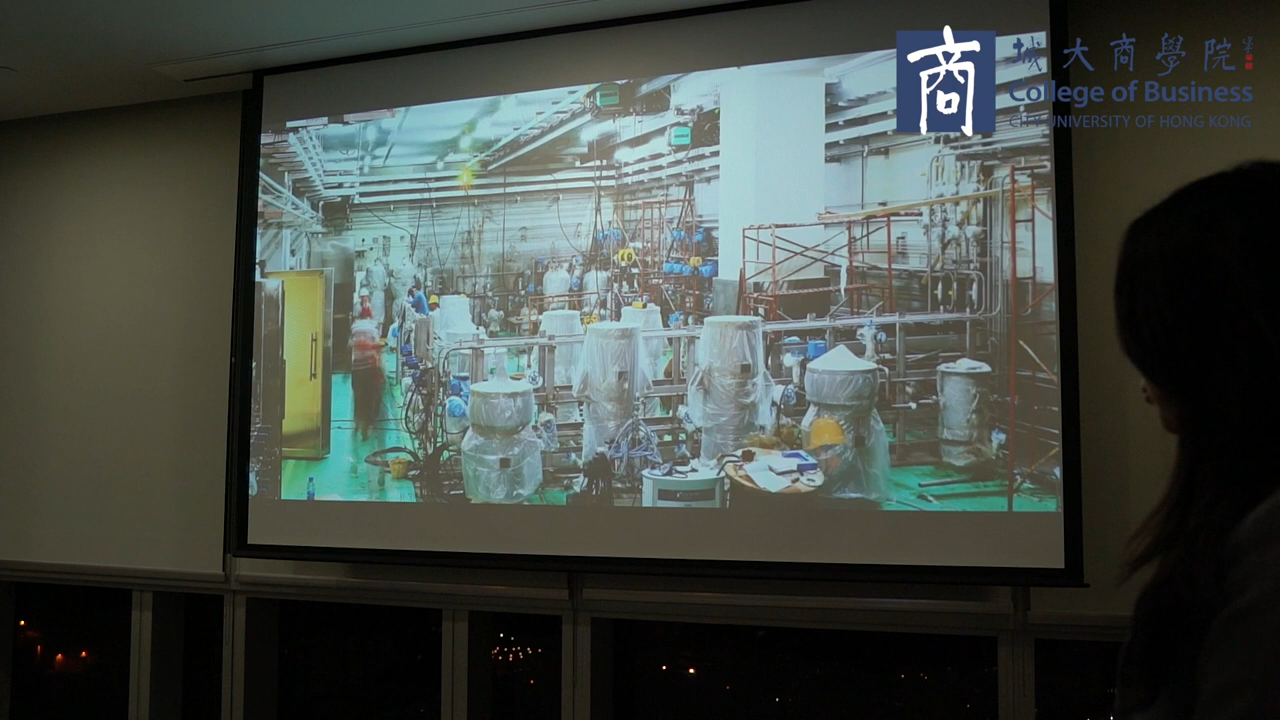 商 城大商學院
College of Business
CITY UNIVERSITY OF HONG KONG